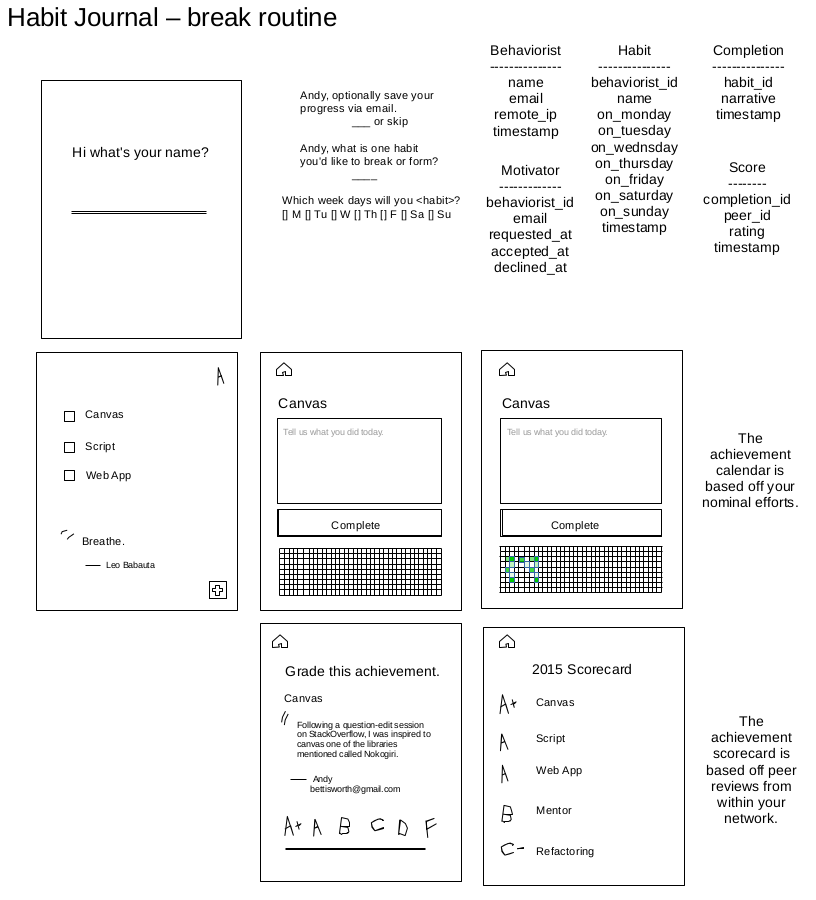 Habit Journal – break routine
Hi what's your name?
Andy, optionally save your
progress via email.
___ or skip
Andy, what is one habit
you'd like to break or form?
____
Which week days will you <habit>?
[] M [] Tu [] W [] Th [] F [] Sa [] Su
Behaviorist
---------------
name
email
remote_ip
timestamp
Motivator
-------------
behaviorist_id
email
requested_at
accepted_at
declined_at
Habit
---------------
behaviorist_id
name
on_monday
on_tuesday
on_wednsday
on_thursday
on_friday
on_saturday
on_sunday
timestamp
Completion
---------------
habit_id
narrative
timestamp
Score
--------
completion_id
peer_id
rating
timestamp
A
Canvas
Script
Web App
Breathe.
Leo Babauta
Canvas
Tell us what you did today.
Complete
Canvas
Tell us what you did today.
Complete
The
achievement
calendar is
based off your
nominal efforts.
Grade this achievement.
Canvas
Following a question-edit session
on StackOverflow, I was inspired to
canvas one of the libraries
mentioned called Nokogiri.
Andy
bettisworth@gmail.com
A+ A B C D F
2015 Scorecard
A+ Canvas
A Script
A Web App
B Mentor
C- Refactoring
The
achievement
scorecard is
based off peer
reviews from
within your
network.